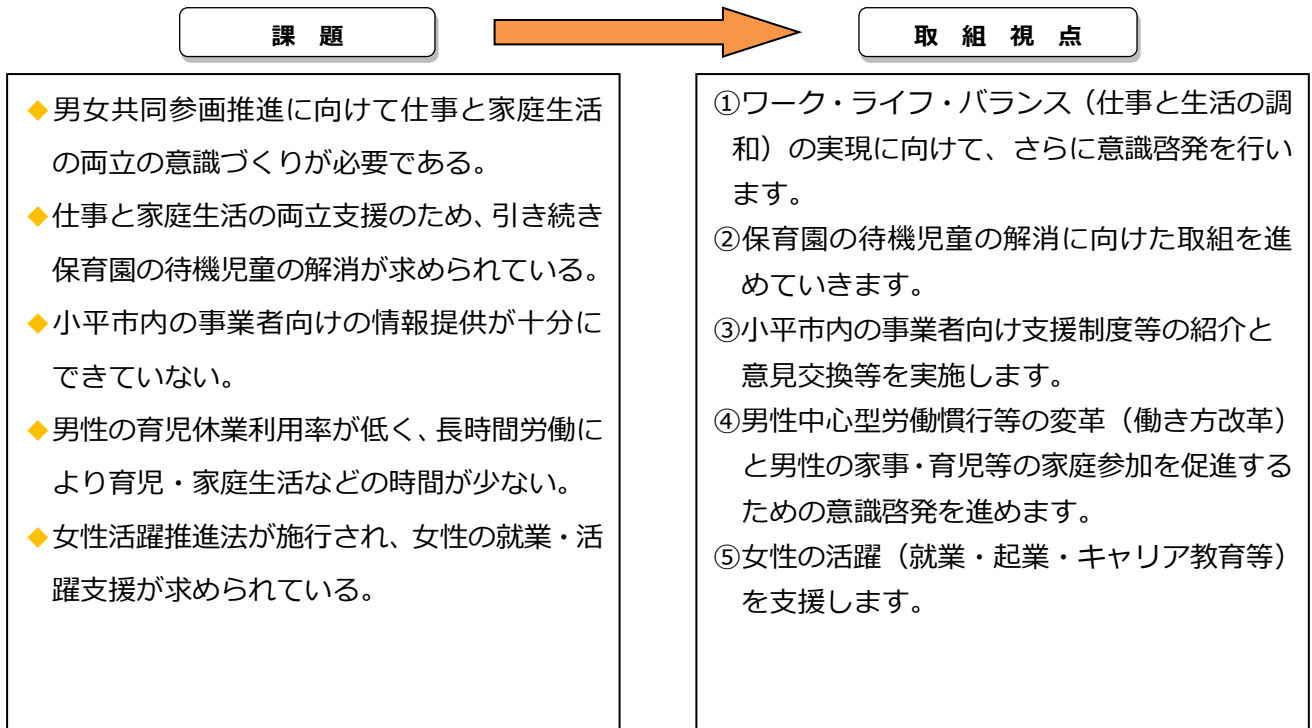 課 題
取 組 視 点
◆男女共同参画推進に向けて仕事と家庭生活
の両立の意識づくりが必要である。
◆仕事と家庭生活の両立支援のため、引き続き
保育園の待機児童の解消が求められている。
◆小平市内の事業者向けの情報提供が十分に
できていない。
◆男性の育児休業利用率が低く、長時間労働に
より育児・家庭生活などの時間が少ない。
◆女性活躍推進法が施行され、女性の就業・活
躍支援が求められている。
①ワーク・ライフ・バランス（仕事と生活の調
和）の実現に向けて、さらに意識啓発を行い
ます。
②保育園の待機児童の解消に向けた取組を進
めていきます。
③小平市内の事業者向け支援制度等の紹介と
意見交換等を実施します。
④男性中心型労働慣行等の変革（働き方改革）
と男性の家事・育児等の家庭参加を促進する
ための意識啓発を進めます。
⑤女性の活躍（就業・起業・キャリア教育等）
を支援します。